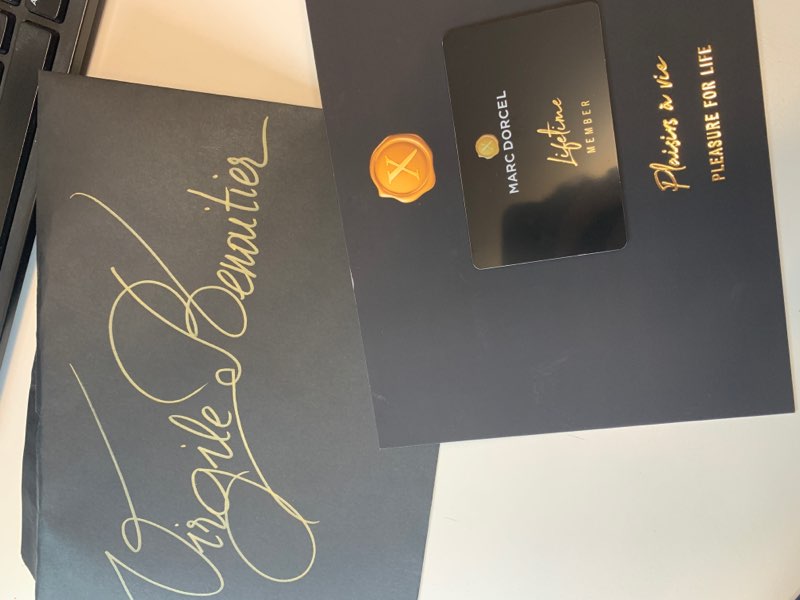 Virgile Benaitier
X
X
MARC DORCEL
Lifetime
MEMBER
Plaisirs à vie
PLEASURE FOR LIFE